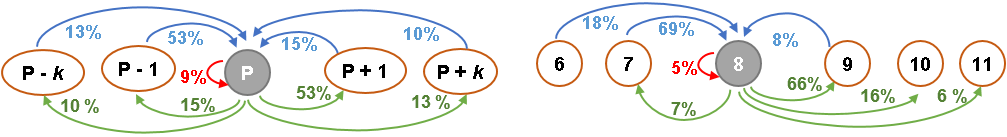 13% 53% 15% 10% 18% 69% 8%
P - k P - 1 P P + 1 P + k 6 7 8 9 10 11
9% 5%
10 % 15% 53% 13 % 7% 66% 16% 6 %